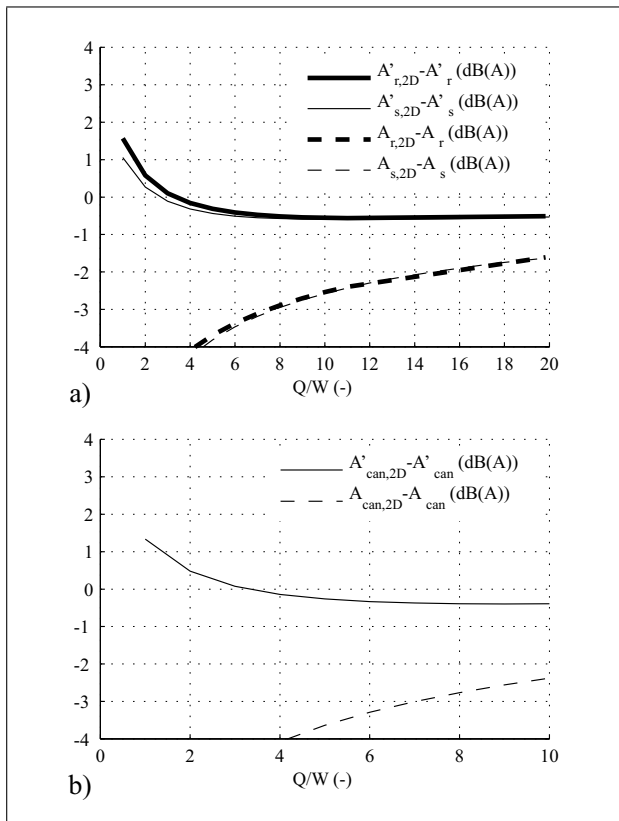 4
3
2
1
0
-1
-2
-3
-4
A'r,2D-A'r (dB(A))
A's,2D-A's (dB(A))
Ar,2D-Ar (dB(A))
As,2D-As (dB(A))
0 2 4 6 8 10 12 14 16 18 20
Q/W (-)
a)
4
3
2
1
0
-1
-2
-3
-4
A'can,2D-A'can (dB(A))
Acan,2D-Acan (dB(A))
0 2 4 6 8 10
Q/W (-)
b)